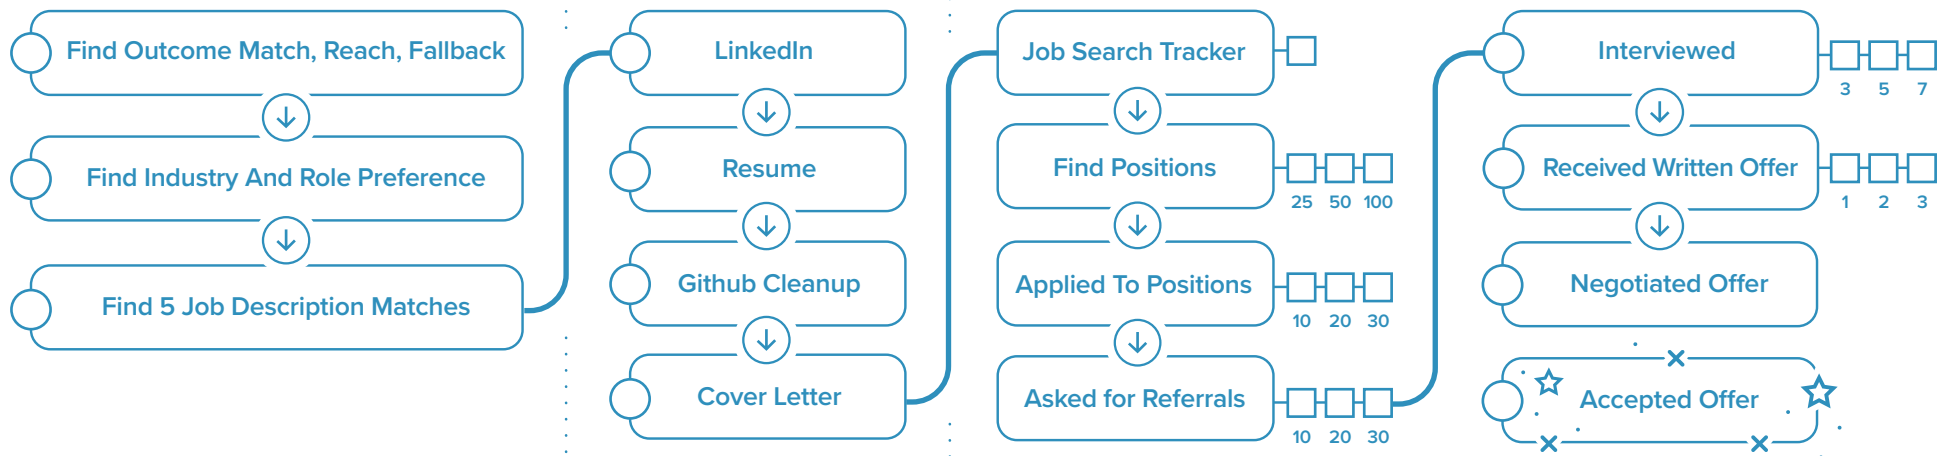 Find Outcome Match, Reach, Fallback
Find Industry And Role Preference
Find 5 Job Description Matches
LinkedIn
Resume
Github Cleanup
Cover Letter
Job Search Tracker
Find Positions
25 50 100
Applied To Positions
10 20 30
Asked for Referrals
10 20 30
Interviewed
3 5 7
Received Written Offer
1 2 3
Negotiated Offer
Accepted Offer